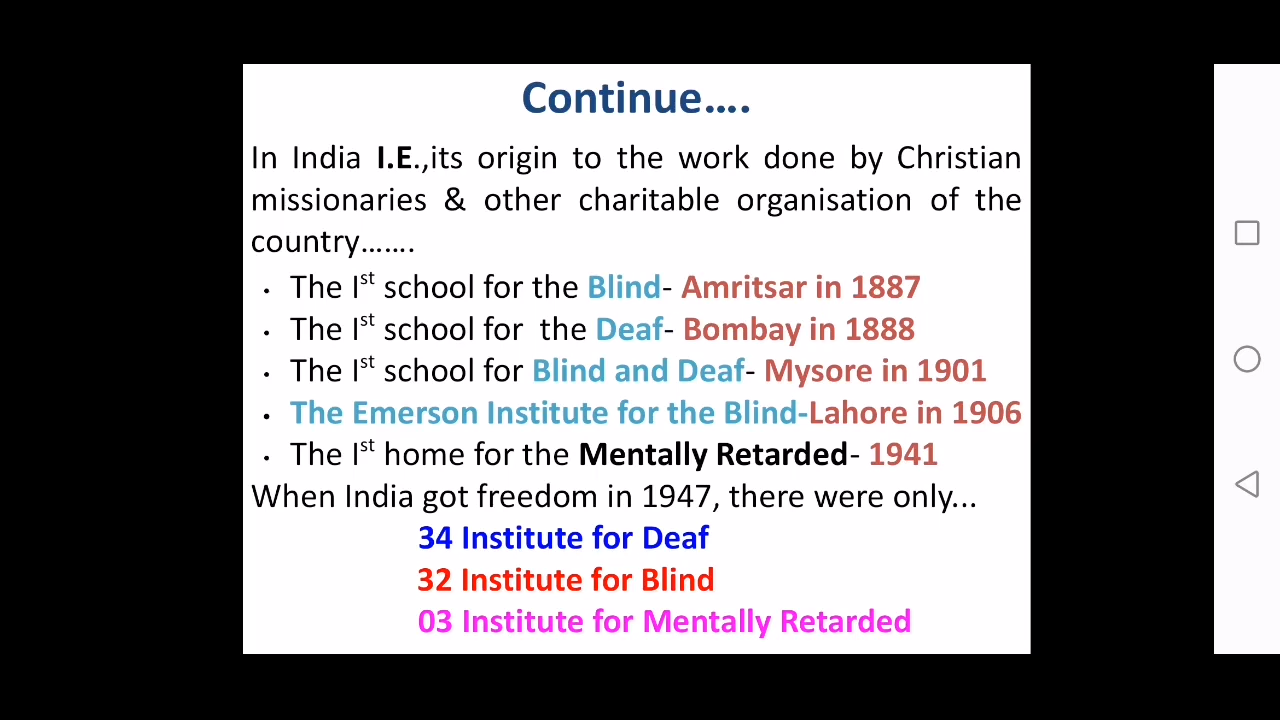 Continue….
In India I.E.,its origin to the work done by Christian
missionaries & other charitable organisation of the
country…….
• The Ist school for the Blind- Amritsar in 1887
• The Ist school for the Deaf- Bombay in 1888
• The Ist school for Blind and Deaf- Mysore in 1901
• The Emerson Institute for the Blind-Lahore in 1906
• The Ist home for the Mentally Retarded- 1941
When India got freedom in 1947, there were only...
34 Institute for Deaf
32 Institute for Blind
03 Institute for Mentally Retarded